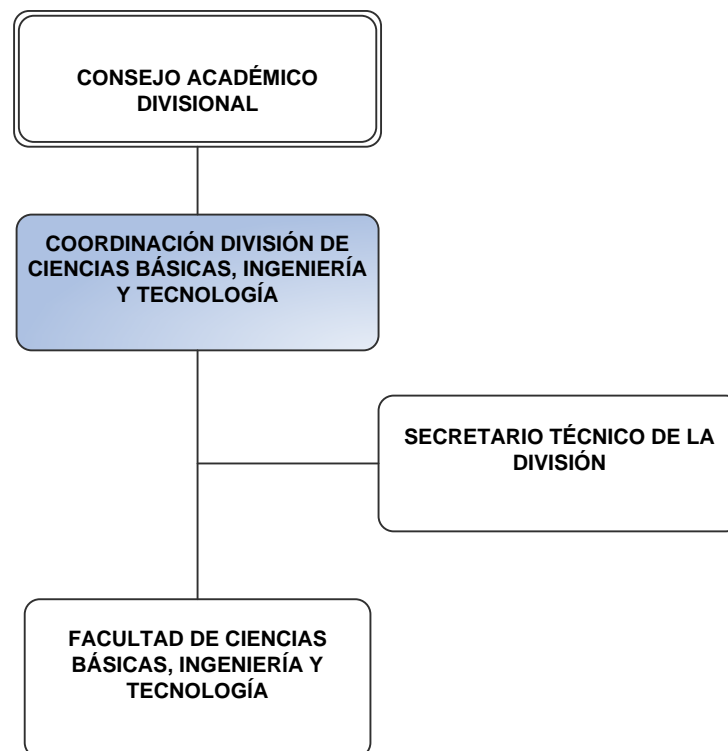 CONSEJO ACADÉMICO
DIVISIONAL
COORDINACIÓN DIVISIÓN DE
CIENCIAS BÁSICAS, INGENIERÍA
Y TECNOLOGÍA
SECRETARIO TÉCNICO DE LA
DIVISIÓN
FACULTAD DE CIENCIAS
BÁSICAS, INGENIERÍA Y
TECNOLOGÍA